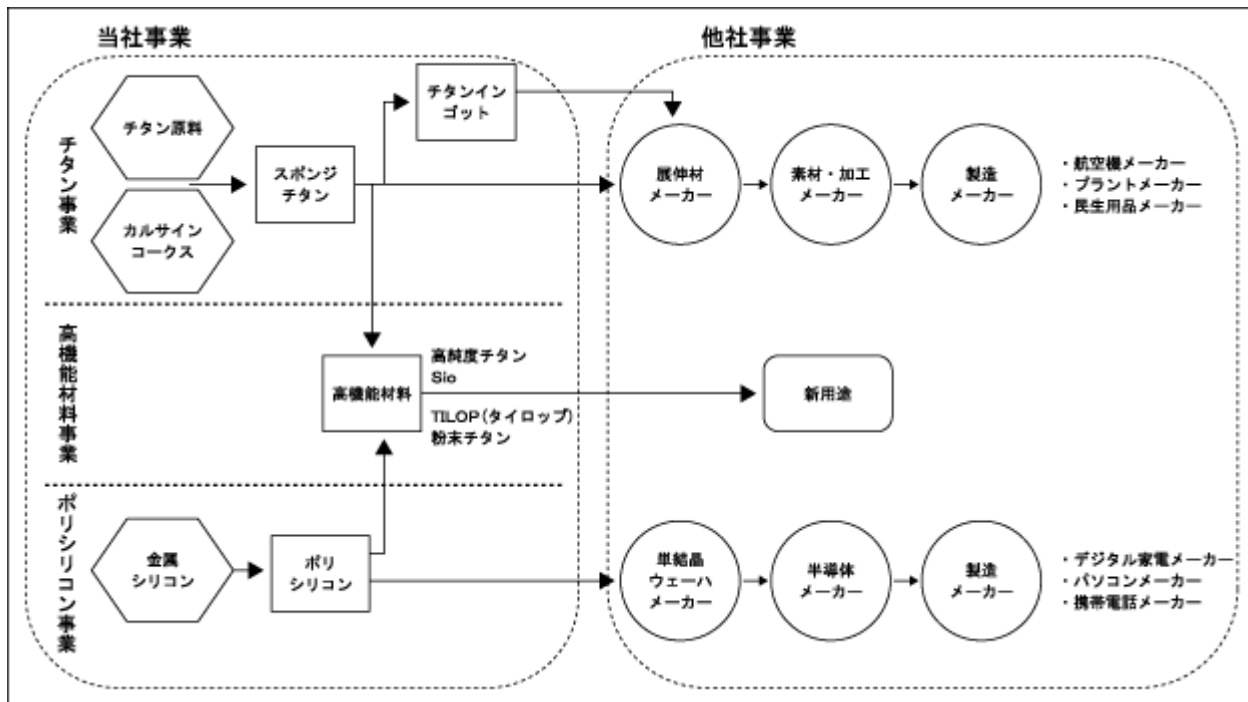 当社事業
他社事業
チタン事業
チタン原料
カルサイン
コークス
スポンジ
チタン
チタンイン
ゴット
展伸材
メーカー
素材・加工
メーカー
製造
メーカー
・航空機メーカー
・プラントメーカー
・民生用品メーカー
高機能材料事業
高機能材料
高純度チタン
Sio
TILOP(タイロップ)
粉末チタン
新用途
ポリシリコン事業
金属
シリコン
ポリ
シリコン
単結晶
ウェーハ
メーカー
半導体
メーカー
製造
メーカー
・デジタル家電メーカー
・パソコンメーカー
・携帯電話メーカー